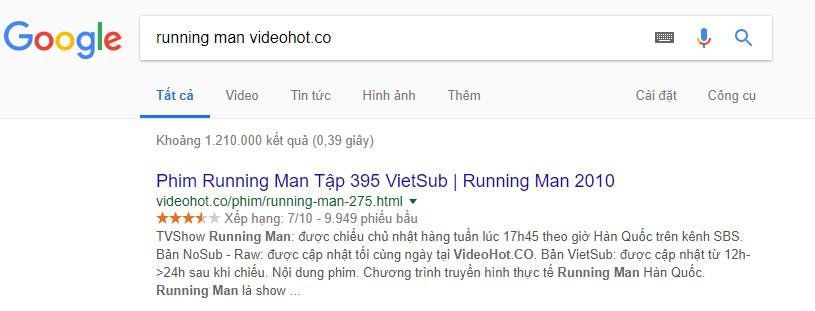 Google running man videohot.co
Tất cả Video Tin tức Hình ảnh Thêm Cài đặt Công cụ
Khoảng 1.210.000 kết quả (0,39 giây)
Phim Running Man Tập 395 VietSub | Running Man 2010
videohot.co/phim/running-man-275.html
Xếp hạng: 7/10 - 9.949 phiếu bầu
TVShow Running Man: được chiếu chủ nhật hàng tuần lúc 17h45 theo giờ Hàn Quốc trên kênh SBS.
Bản NoSub - Raw: được cập nhật tối cùng ngày tại VideoHot.CO. Bản VietSub: được cập nhật từ 12h-
>24h sau khi chiếu. Nội dung phim. Chương trình truyền hình thực tế Running Man Hàn Quốc.
Running Man là show ...